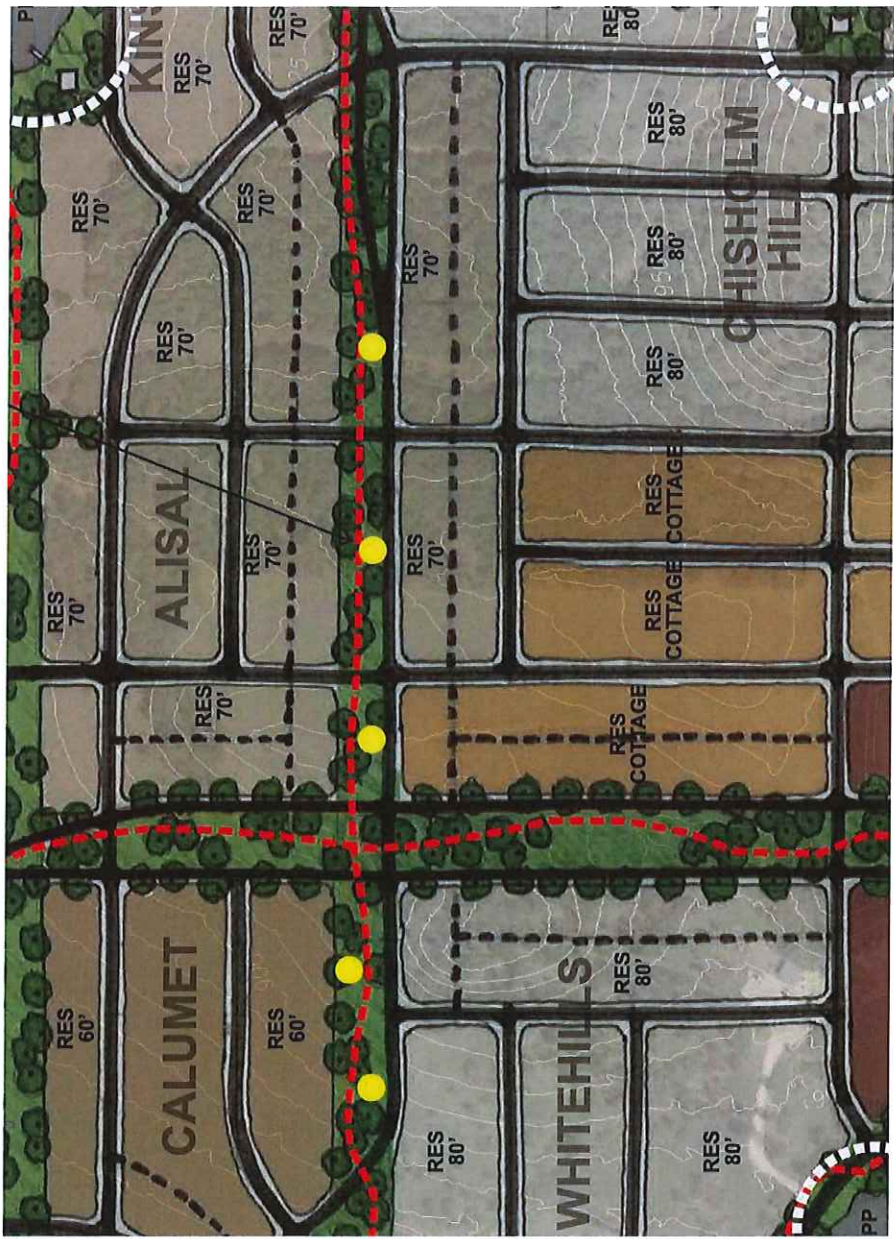 RES
60'
RES
70'
RES
70'
CALUMET
ALISAL
RES
70'
RES
70'
KINS
RES
70'
RES
60'
RES
70'
RES
70'
RES
70'
RES
80'
RES
70'
RES
70'
WHITEHILLS
RES
80'
RES
COTTAGE
RES
COTTAGE
RES
COTTAGE
RES
80'
RES
80'
RES
80'
RES
80'
RES
80'
CHISHOLM
HILL
PP